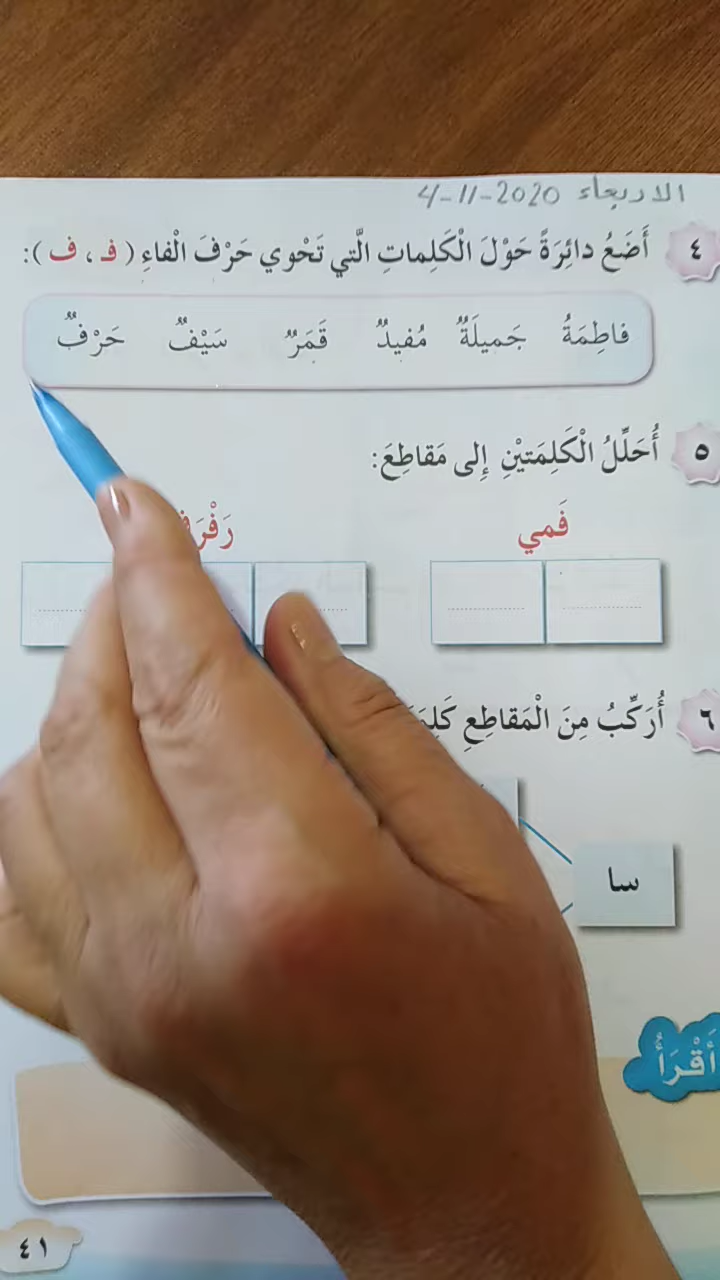 الاربعاء 4-11-2020
٤ أَضَعُ دائِرَةً حَوْلَ الْكَلِماتِ الَّتي تَحْوي حَرْفَ الْفاءِ ( فـ ، ف ) :
فاطِمَةُ جَميلَةٌ مُفيدٌ قَمَرٌ سَيْفٌ حَرْفٌ
٥ أُحَلِّلُ الْكَلِمَتَيْنِ إِلى مَقاطِعَ:
فَمي
٦ أُرَكِّبُ مِنَ الْمَقاطِعِ
سا
أَقْرَأُ
٤١